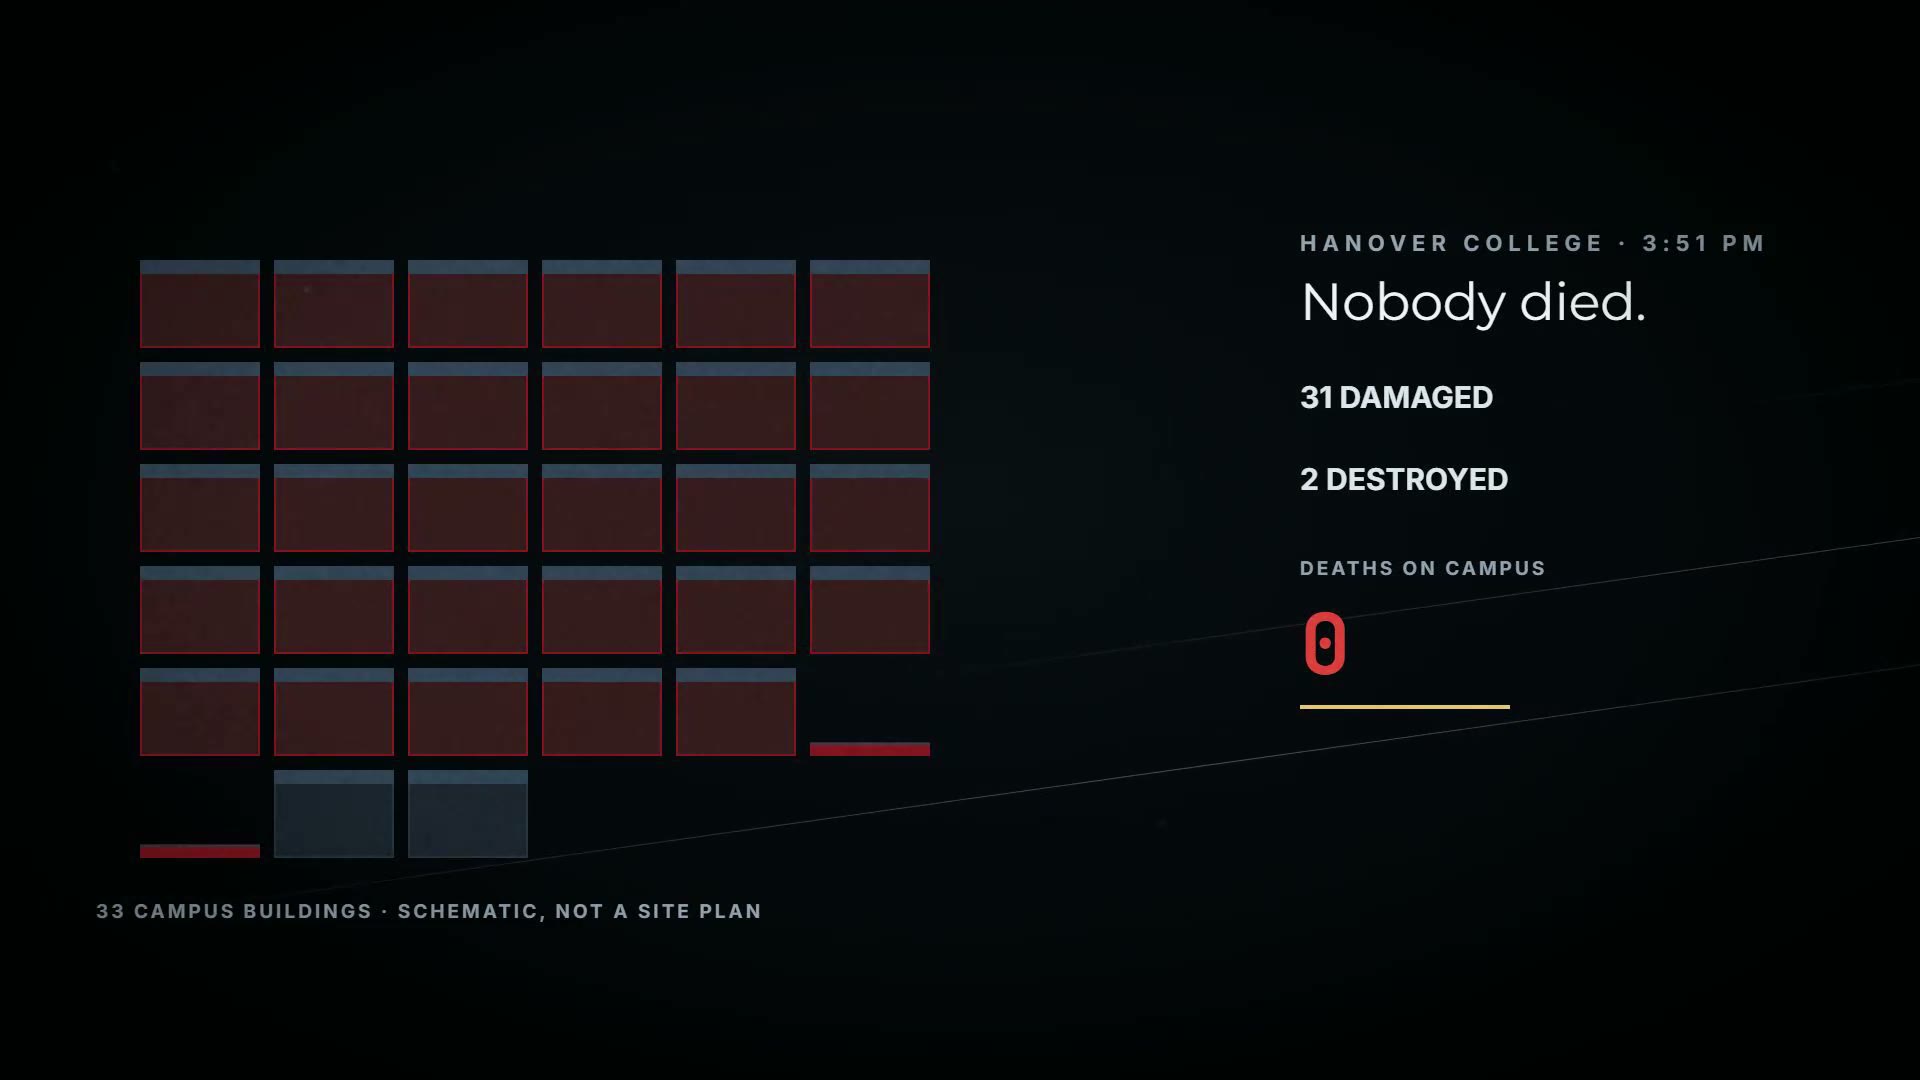 HANOVER COLLEGE · 3:51 PM
Nobody died.
31 DAMAGED
2 DESTROYED
DEATHS ON CAMPUS
0
33 CAMPUS BUILDINGS · SCHEMATIC, NOT A SITE PLAN